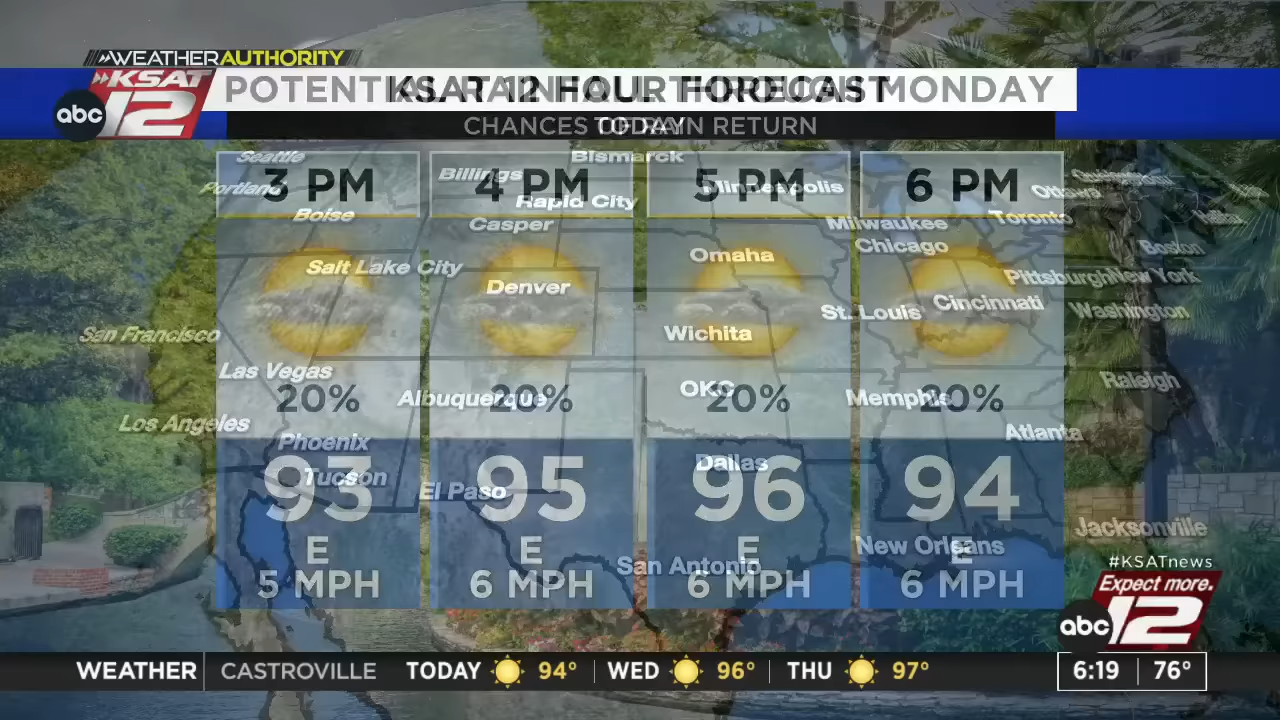 WEATHERAUTHORITY
KSAT
abc 12
POTENTIAL RAINFALL THROUGH MONDAY
KSAT 12 HOUR FORECAST
CHANCES OF RAIN RETURN
TODAY
Seattle
Bismarck
3 PM
4 PM
5 PM
6 PM
Portland
Billings
Minneapolis
Ottawa
Rapid City
Boise
Casper
Milwaukee
Toronto
Omaha
Chicago
Boston
Salt Lake City
Denver
Pittsburgh
New York
St. Louis
Cincinnati
Washington
San Francisco
Wichita
Las Vegas
OKC
Raleigh
20%
20%
20%
20%
Albuquerque
Memphis
Los Angeles
Atlanta
Phoenix
Dallas
Tucson
El Paso
93
95
96
94
Jacksonville
New Orleans
San Antonio
E
E
E
E
5 MPH
6 MPH
6 MPH
6 MPH
#KSATnews
Expect more.
abc 12
WEATHER CASTROVILLE TODAY 94° WED 96° THU 97° 6:19 76°